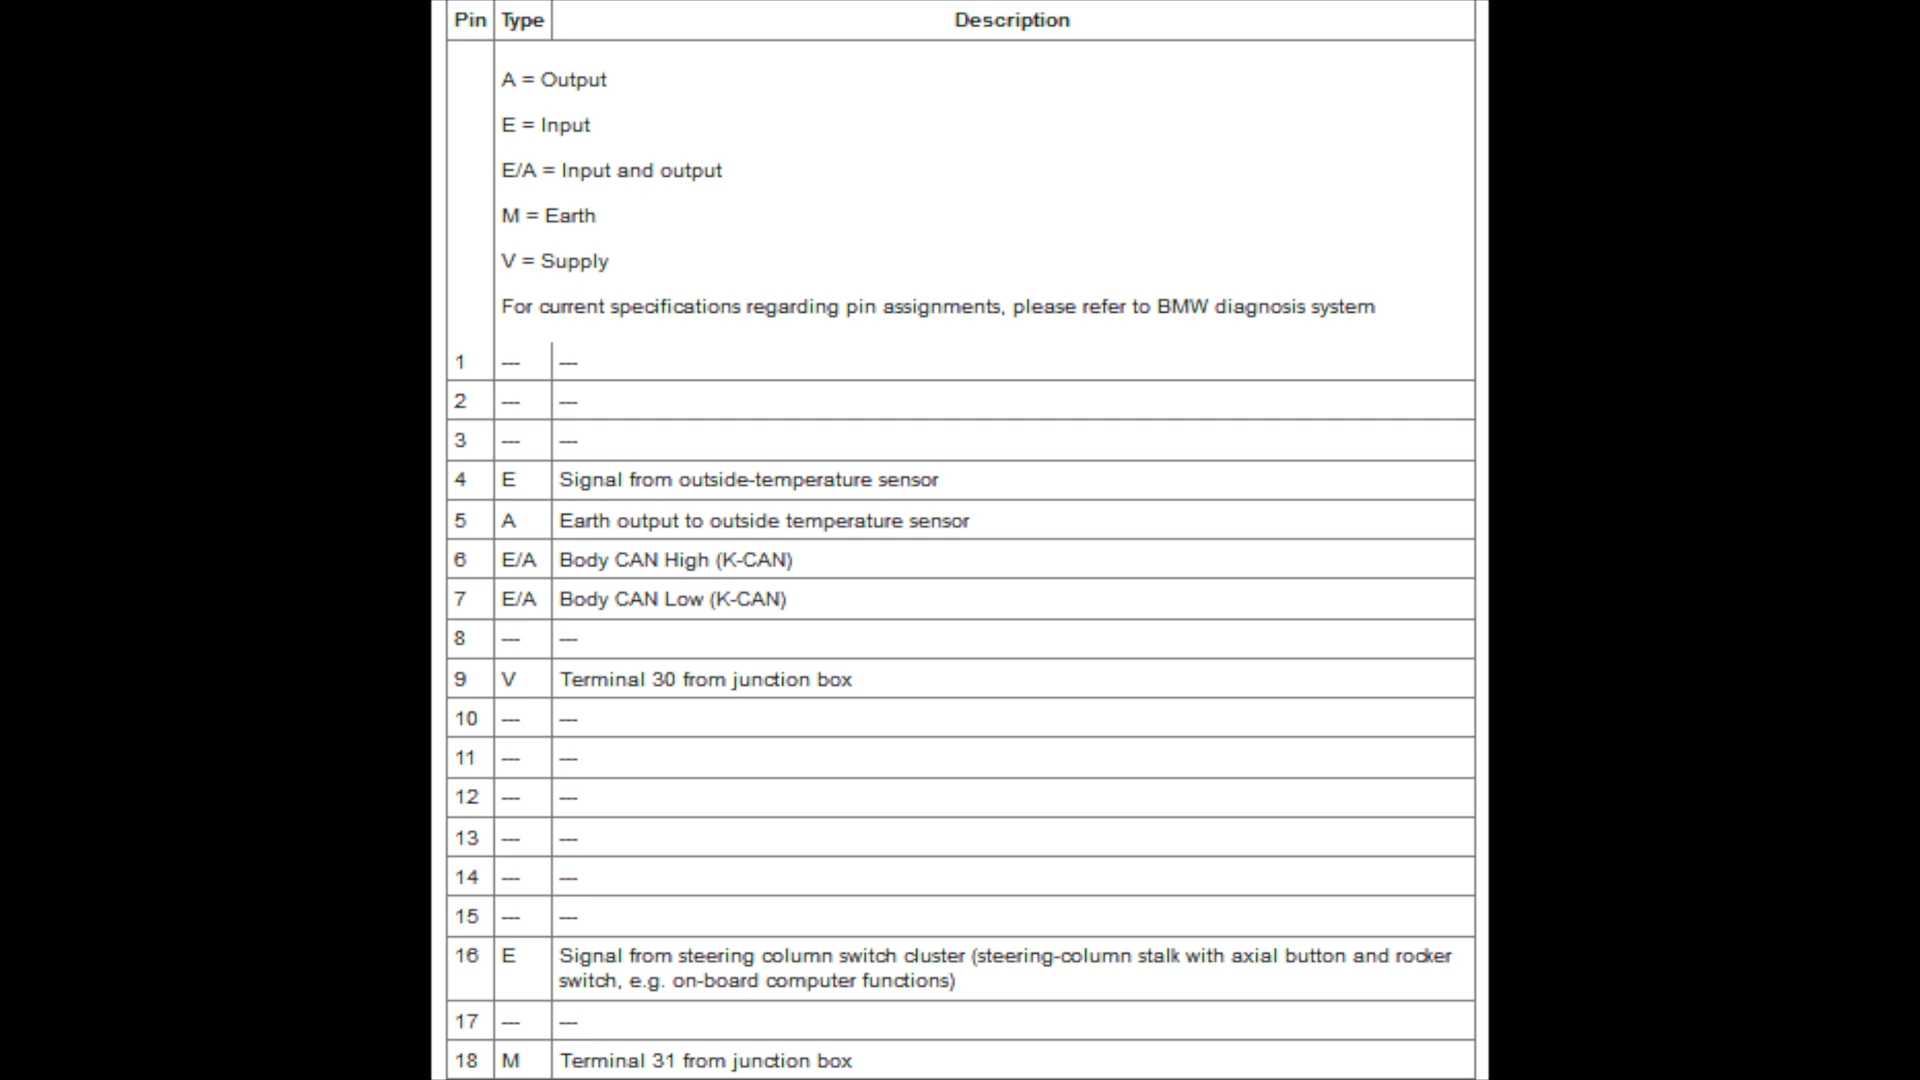 Pin Type Description
A = Output
E = Input
E/A = Input and output
M = Earth
V = Supply
For current specifications regarding pin assignments, please refer to BMW diagnosis system
1 --- ---
2 --- ---
3 --- ---
4 E Signal from outside-temperature sensor
5 A Earth output to outside temperature sensor
6 E/A Body CAN High (K-CAN)
7 E/A Body CAN Low (K-CAN)
8 --- ---
9 V Terminal 30 from junction box
10 --- ---
11 --- ---
12 --- ---
13 --- ---
14 --- ---
15 --- ---
16 E Signal from steering column switch cluster (steering-column stalk with axial button and rocker
switch, e.g. on-board computer functions)
17 --- ---
18 M Terminal 31 from junction box